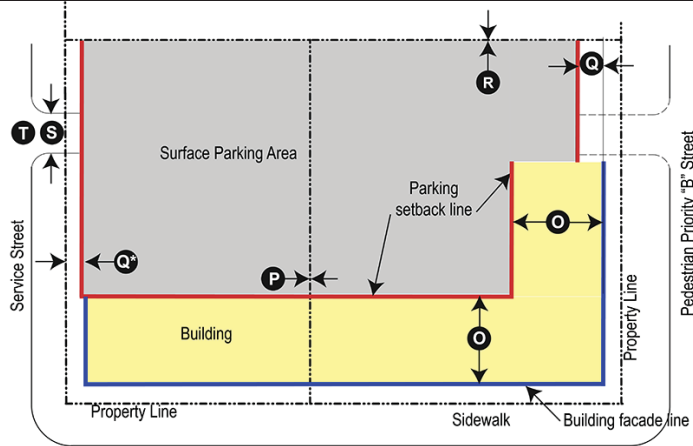 Q
R
T S
Surface Parking Area
Parking
setback line
Pedestrian Priority "B" Street
O
Service Street
Q*
P
Building
O
Property Line
Property Line
Sidewalk
Building facade line